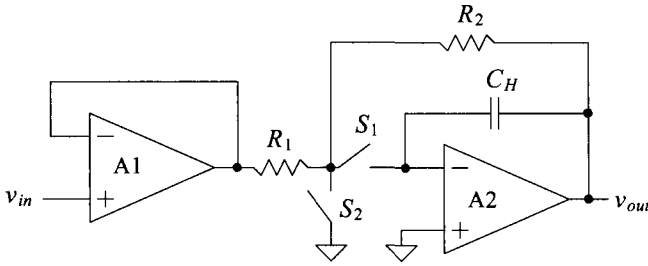 R2
CH
S1
R1
A1
−
+
vin
S2
A2
−
+
vout